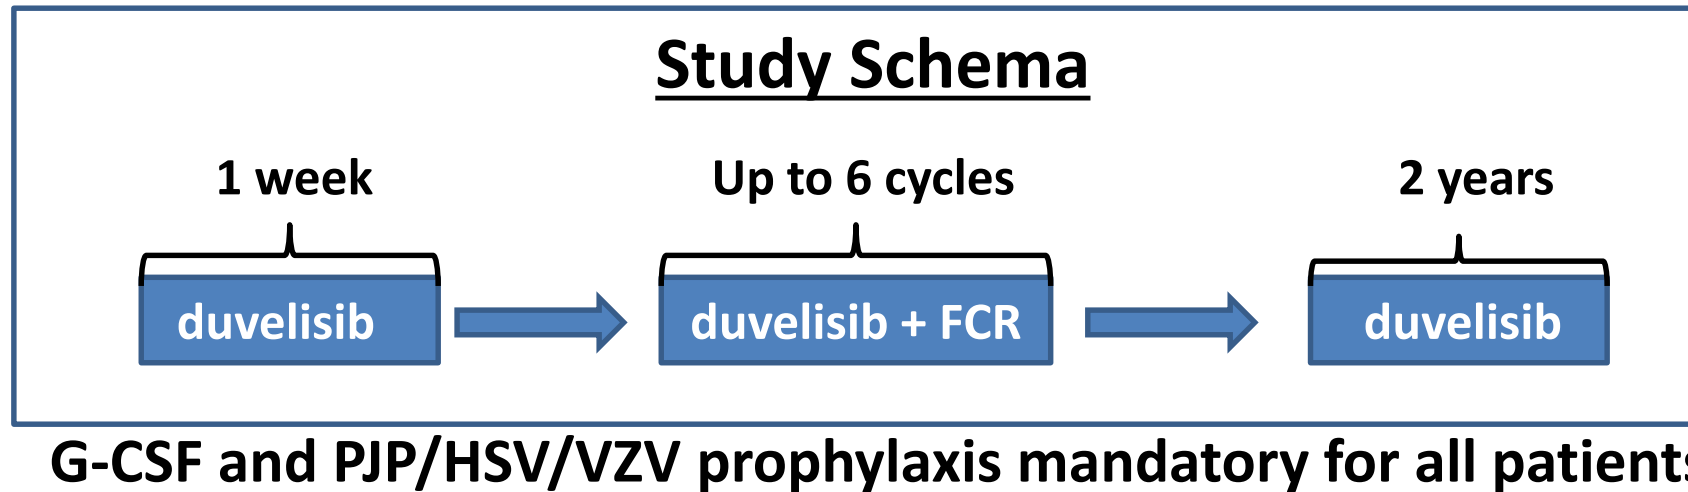 Study Schema
1 week
Up to 6 cycles
2 years
duvelisib
duvelisib + FCR
duvelisib
G-CSF and PJP/HSV/VZV prophylaxis mandatory for all patients